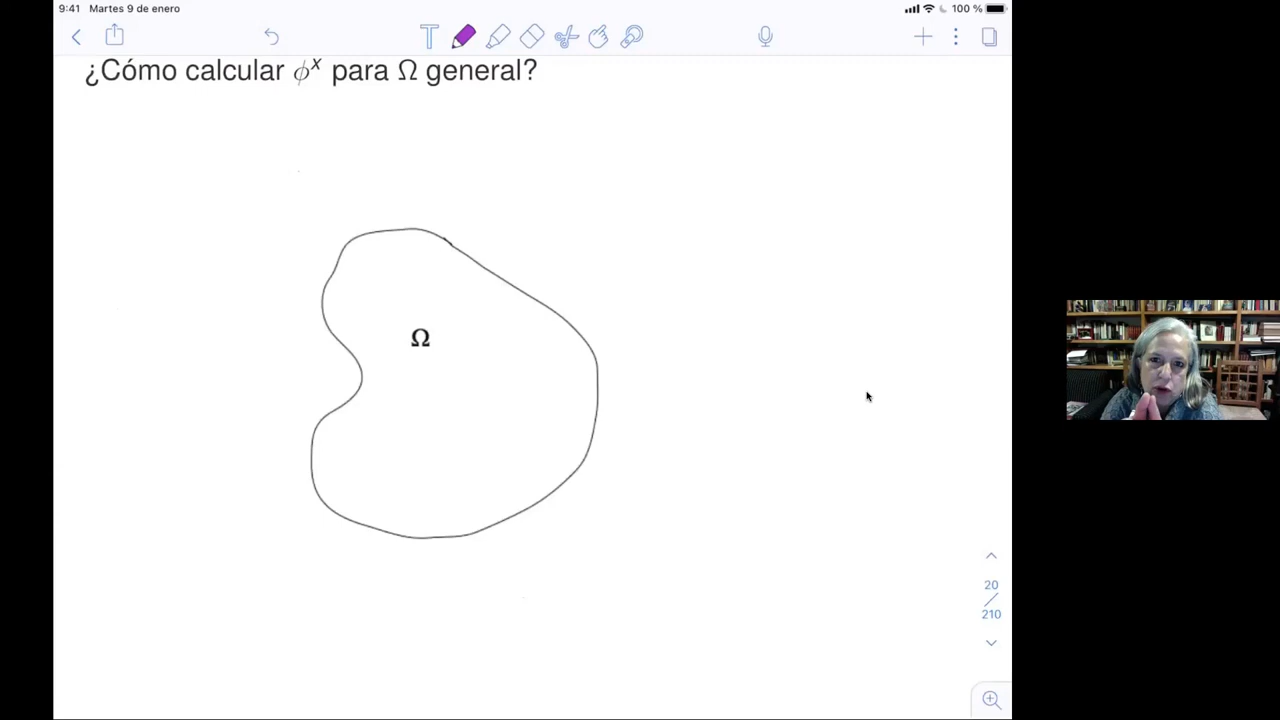 9:41 Martes 9 de enero
100 %
¿Cómo calcular ϕˣ para Ω general?
Ω
20
210